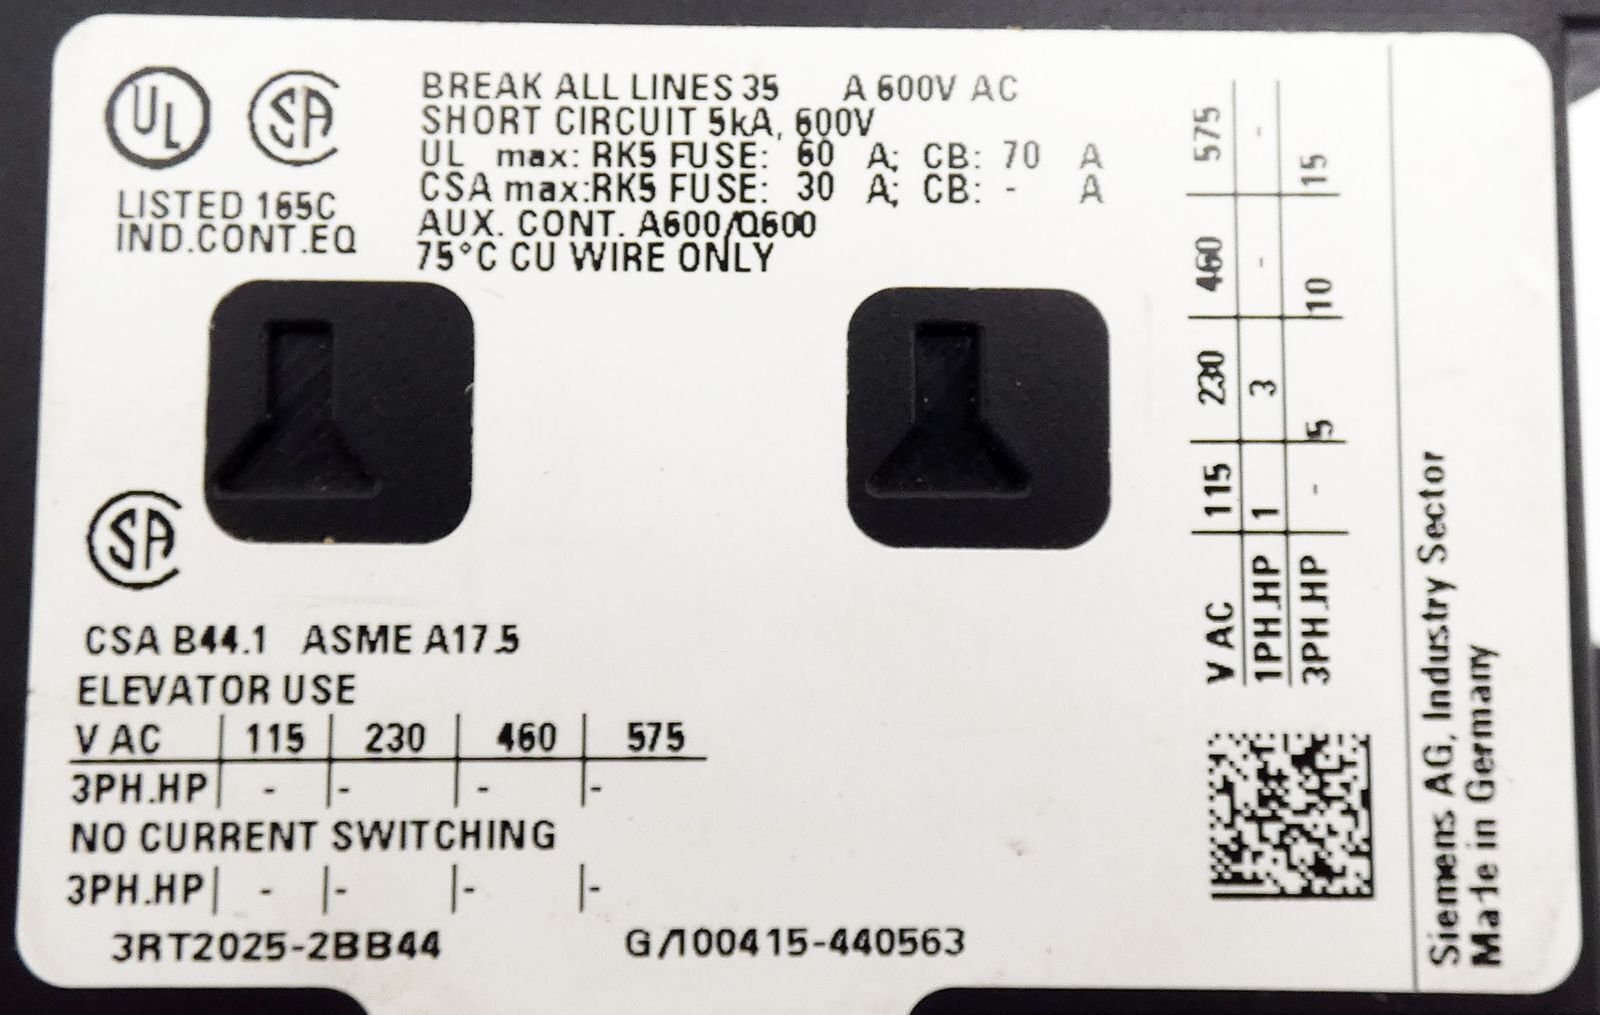 UL
SA
LISTED 165C
IND.CONT.EQ
BREAK ALL LINES 35 A 600V AC
SHORT CIRCUIT 5kA, 600V
UL max: RK5 FUSE: 60 A; CB: 70 A
CSA max:RK5 FUSE: 30 A; CB: - A
AUX. CONT. A600/Q600
75°C CU WIRE ONLY
SA
CSA B44.1 ASME A17.5
ELEVATOR USE
V AC 115 230 460 575
3PH.HP - - - -
NO CURRENT SWITCHING
3PH.HP - - - -
3RT2025-2BB44 G/100415-440563
V AC 115 230 460 575
1PH.HP 1 3 - -
3PH.HP - 5 10 15
Siemens AG, Industry Sector
Made in Germany